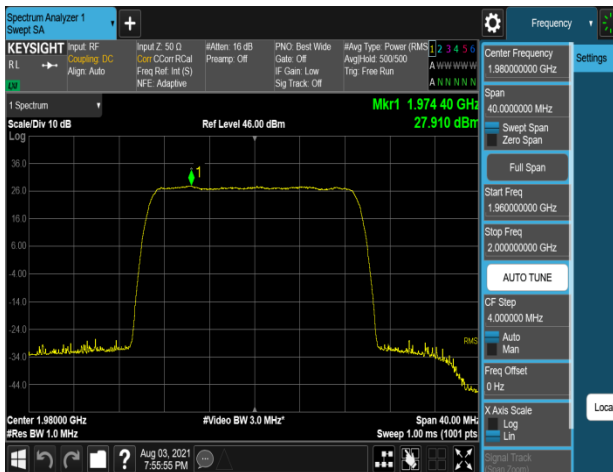 Spectrum Analyzer 1
Swept SA
+
Frequency
KEYSIGHT
RL
Input: RF
Coupling: DC
Align: Auto
Input Z: 50 Ω
Corr CCorr RCal
Freq Ref: Int (S)
NFE: Adaptive
#Atten: 16 dB
Preamp: Off
PNO: Best Wide
Gate: Off
IF Gain: Low
Sig Track: Off
#Avg Type: Power (RMS
Avg|Hold: 500/500
Trig: Free Run
1 2 3 4 5 6
A W W W W W
A N N N N N
1 Spectrum
Scale/Div 10 dB
Ref Level 46.00 dBm
Mkr1 1.974 40 GHz
27.910 dBm
Log
36.0
26.0
16.0
6.00
-4.00
-14.0
-24.0
-34.0
-44.0
1
RMS
Center 1.98000 GHz
#Res BW 1.0 MHz
#Video BW 3.0 MHz*
Span 40.00 MHz
Sweep 1.00 ms (1001 pts
Center Frequency
1.980000000 GHz
Span
40.0000000 MHz
Swept Span
Zero Span
Full Span
Start Freq
1.960000000 GHz
Stop Freq
2.000000000 GHz
AUTO TUNE
CF Step
4.000000 MHz
Auto
Man
Freq Offset
0 Hz
X Axis Scale
Log
Lin
Signal Track
(Span Zoom)
Settings
Loca
?
Aug 03, 2021
7:55:55 PM